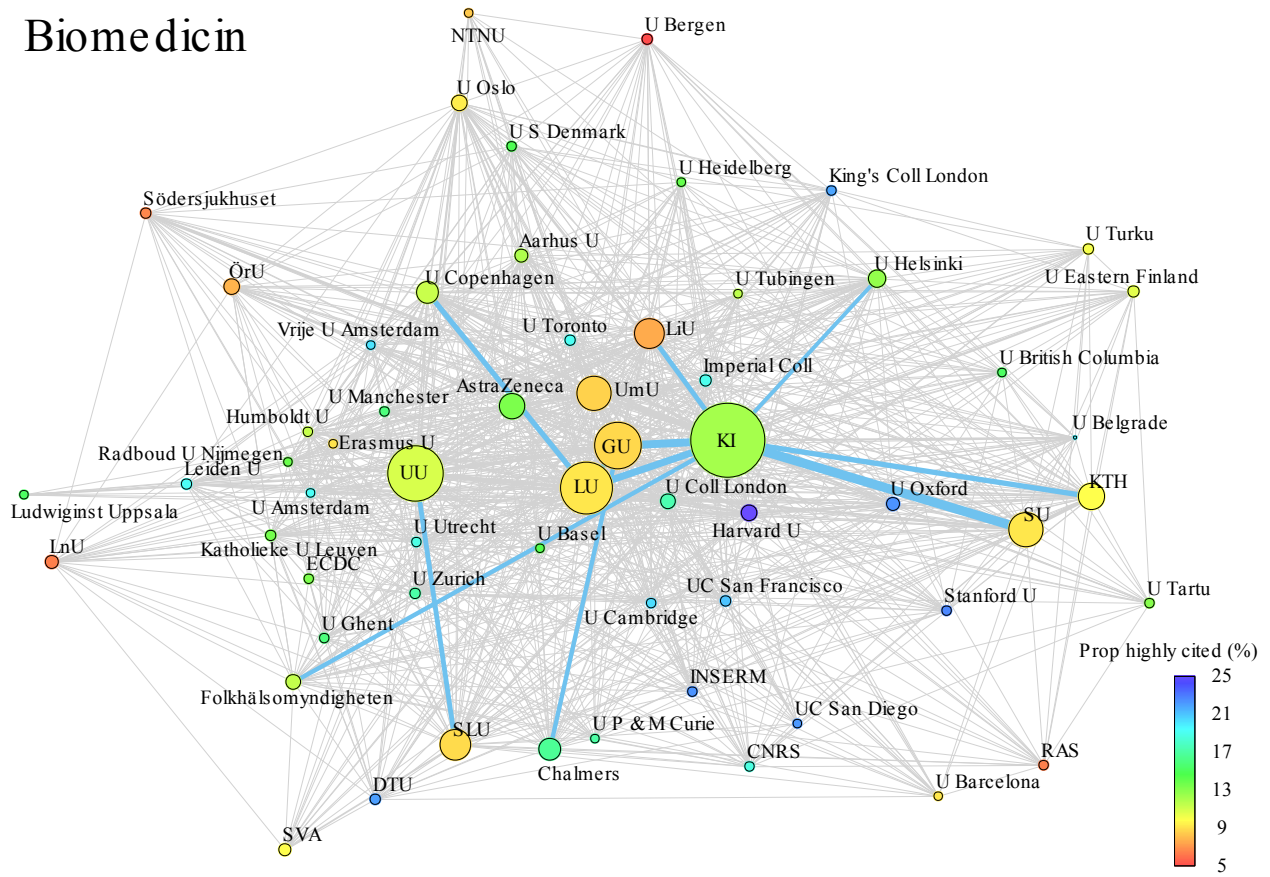 Biomedicin
NTNU
U Bergen
U Oslo
U S Denmark
U Heidelberg
King's Coll London
Södersjukhuset
U Turku
Aarhus U
ÖrU
U Copenhagen
U Tubingen
U Helsinki
U Eastern Finland
Vrije U Amsterdam
U Toronto
LiU
Imperial Coll
U British Columbia
AstraZeneca
UmU
U Manchester
Humboldt U
Erasmus U
GU
KI
U Belgrade
Radboud U Nijmegen
Leiden U
UU
LU
U Coll London
U Oxford
KTH
Ludwiginst Uppsala
U Amsterdam
SU
Harvard U
LnU
Katholieke U Leuven
U Utrecht
U Basel
ECDC
U Zurich
UC San Francisco
Stanford U
U Tartu
U Ghent
U Cambridge
Folkhälsomyndigheten
INSERM
SLU
U P & M Curie
UC San Diego
Chalmers
CNRS
RAS
DTU
U Barcelona
SVA
Prop highly cited (%)
25
21
17
13
9
5